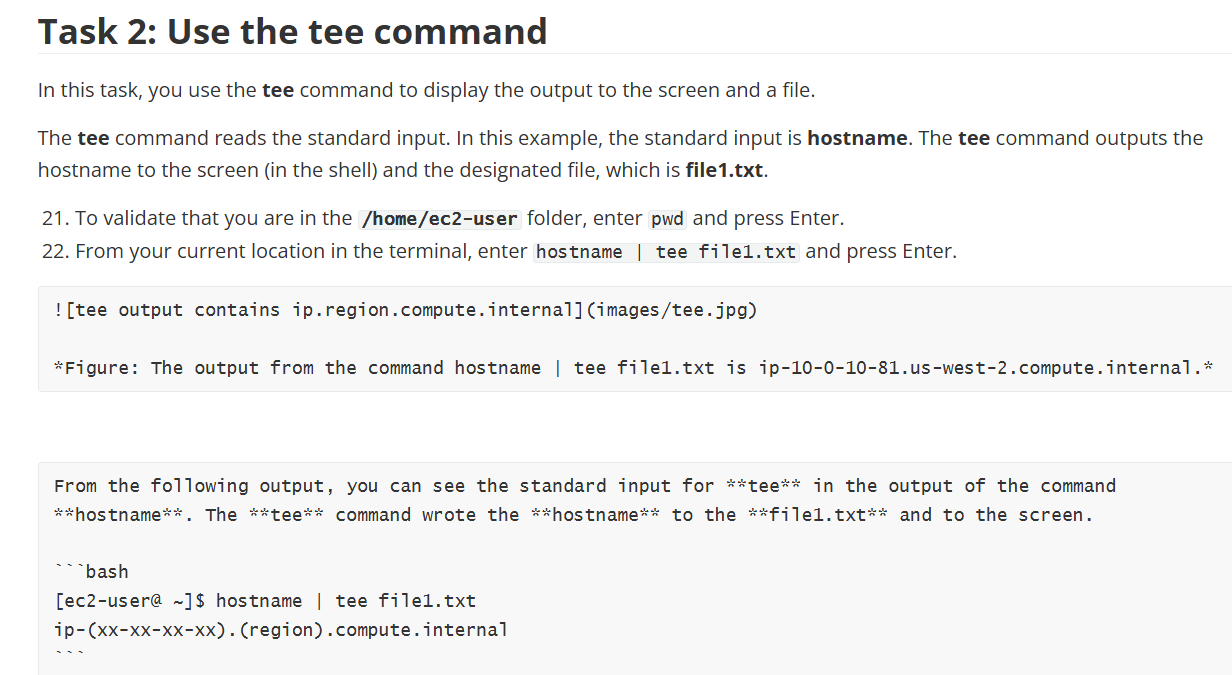 Task 2: Use the tee command
In this task, you use the tee command to display the output to the screen and a file.
The tee command reads the standard input. In this example, the standard input is hostname. The tee command outputs the
hostname to the screen (in the shell) and the designated file, which is file1.txt.
21. To validate that you are in the /home/ec2-user folder, enter pwd and press Enter.
22. From your current location in the terminal, enter hostname | tee file1.txt and press Enter.
![tee output contains ip.region.compute.internal](images/tee.jpg)
*Figure: The output from the command hostname | tee file1.txt is ip-10-0-10-81.us-west-2.compute.internal.*
From the following output, you can see the standard input for **tee** in the output of the command
**hostname**. The **tee** command wrote the **hostname** to the **file1.txt** and to the screen.
```bash
[ec2-user@ ~]$ hostname | tee file1.txt
ip-(xx-xx-xx-xx).(region).compute.internal
```